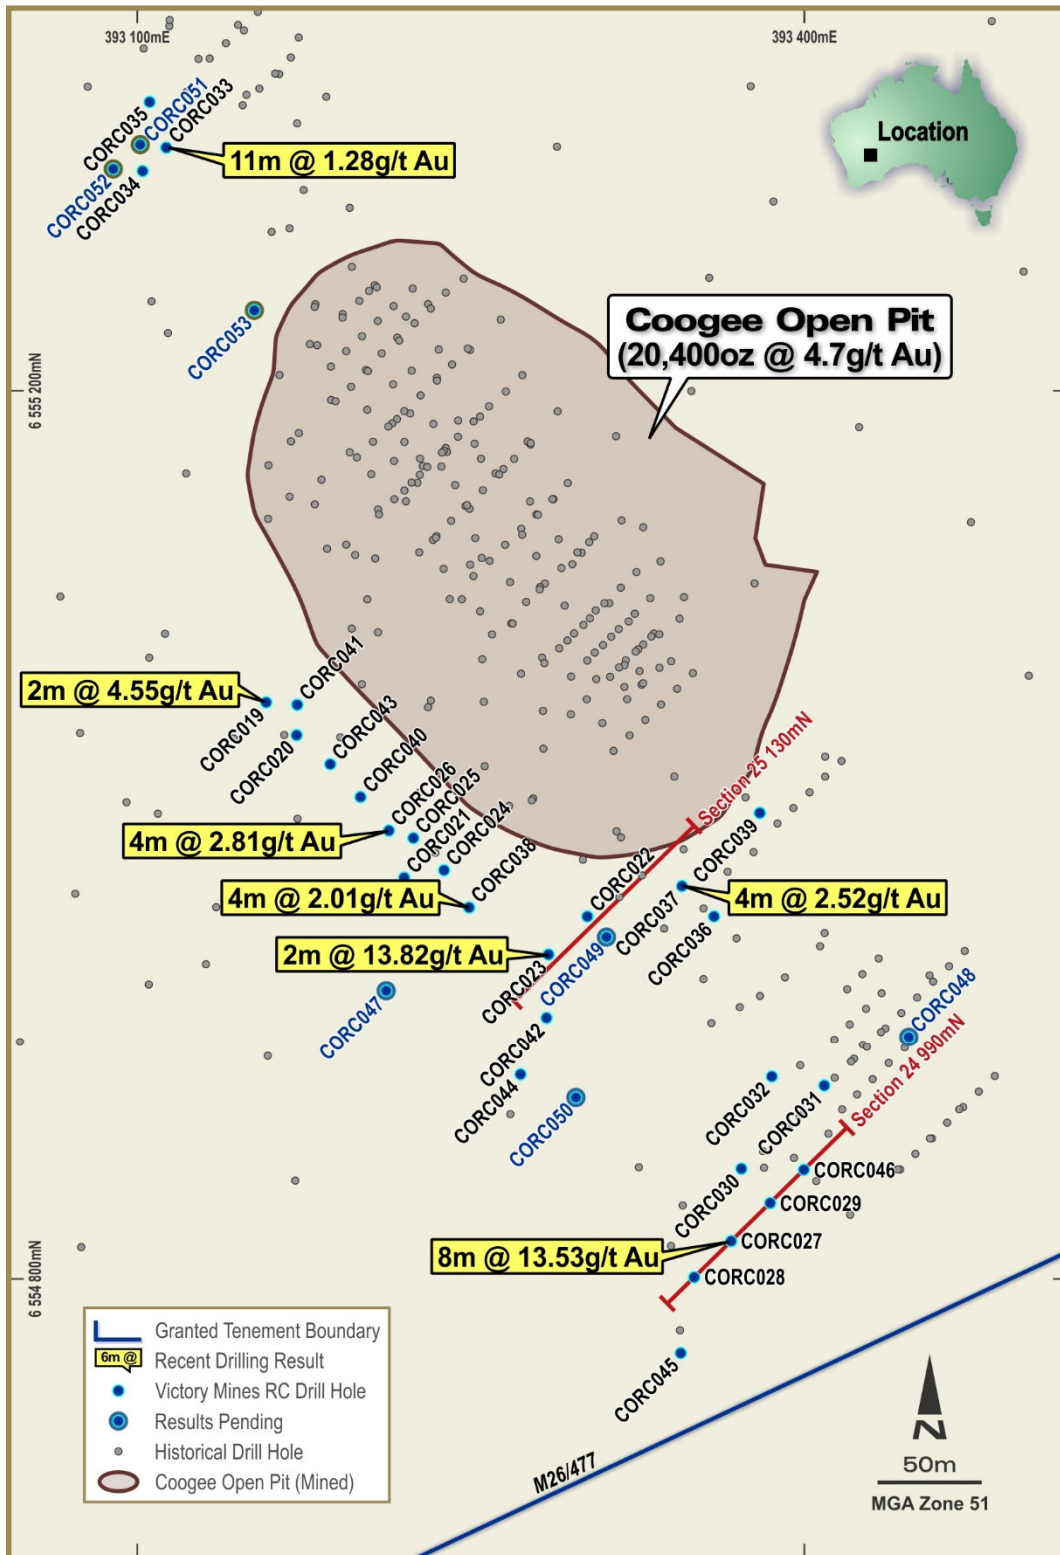 393 100mE
393 400mE
CORC035
CORC051
CORC033
11m @ 1.28g/t Au
CORC052
CORC034
Location
CORC053
Coogee Open Pit
(20,400oz @ 4.7g/t Au)
6 555 200mN
2m @ 4.55g/t Au
CORC019
CORC041
CORC020
CORC043
CORC040
CORC026
CORC025
CORC021
CORC024
CORC038
4m @ 2.81g/t Au
4m @ 2.01g/t Au
Section 25 130mN
CORC039
CORC022
CORC037
4m @ 2.52g/t Au
CORC036
2m @ 13.82g/t Au
CORC023
CORC049
CORC047
CORC042
CORC044
CORC050
CORC048
Section 24 990mN
CORC032
CORC031
CORC030
CORC046
CORC029
CORC027
8m @ 13.53g/t Au
CORC028
6 554 800mN
CORC045
M26/477
Granted Tenement Boundary
6m @
Recent Drilling Result
Victory Mines RC Drill Hole
Results Pending
Historical Drill Hole
Coogee Open Pit (Mined)
N
50m
MGA Zone 51